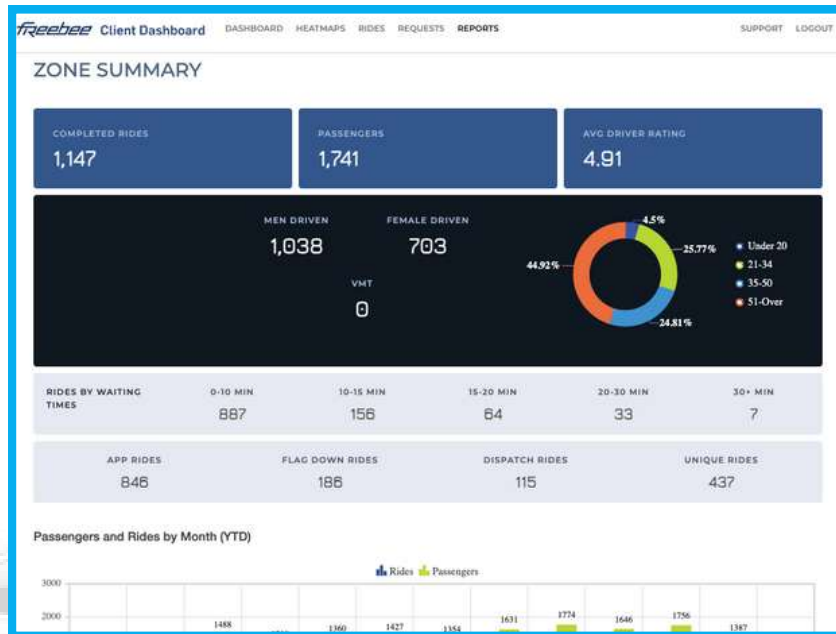 freebee Client Dashboard DASHBOARD HEATMAPS RIDES REQUESTS REPORTS SUPPORT LOGOUT
ZONE SUMMARY
COMPLETED RIDES PASSENGERS AVG DRIVER RATING
1,147 1,741 4.91
MEN DRIVEN FEMALE DRIVEN
1,038 703
VMT
0
4.5%
25.77%
44.92%
24.81%
Under 20
21-34
35-50
51-Over
RIDES BY WAITING TIMES 0-10 MIN 10-15 MIN 15-20 MIN 20-30 MIN 30+ MIN
887 156 64 33 7
APP RIDES FLAG DOWN RIDES DISPATCH RIDES UNIQUE RIDES
846 186 115 437
Passengers and Rides by Month (YTD)
Rides Passengers
3000
2000
1488 1360 1427 1354 1631 1774 1646 1756 1387